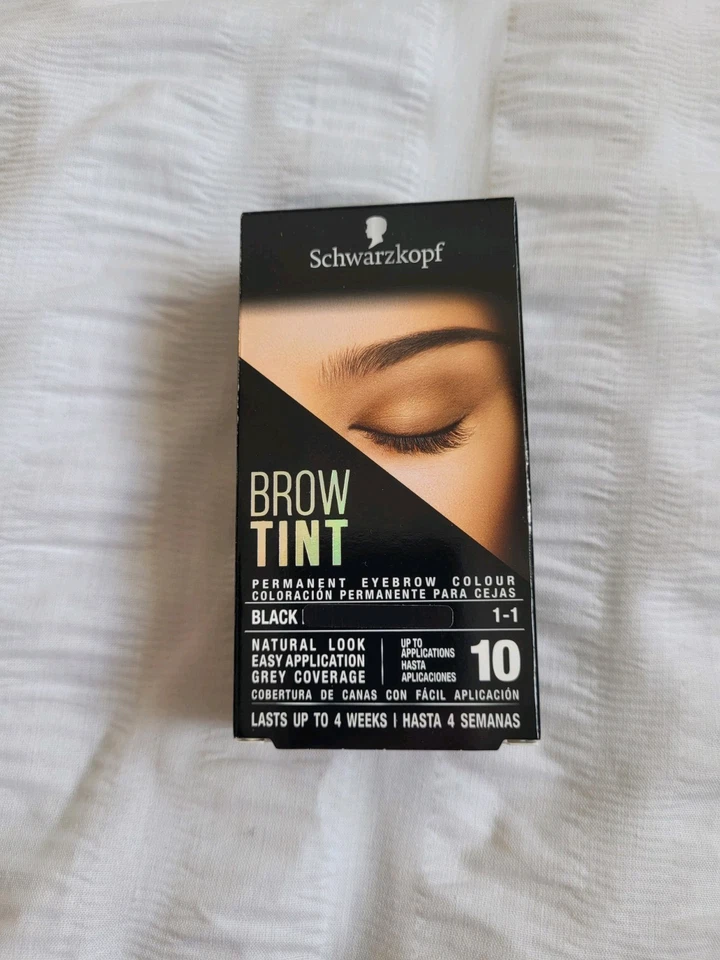 Schwarzkopf
BROW
TINT
PERMANENT EYEBROW COLOUR
COLORACIÓN PERMANENTE PARA CEJAS
BLACK 1-1
NATURAL LOOK
EASY APPLICATION
GREY COVERAGE
UP TO
APPLICATIONS
HASTA
APLICACIONES
10
COBERTURA DE CANAS CON FÁCIL APLICACIÓN
LASTS UP TO 4 WEEKS | HASTA 4 SEMANAS